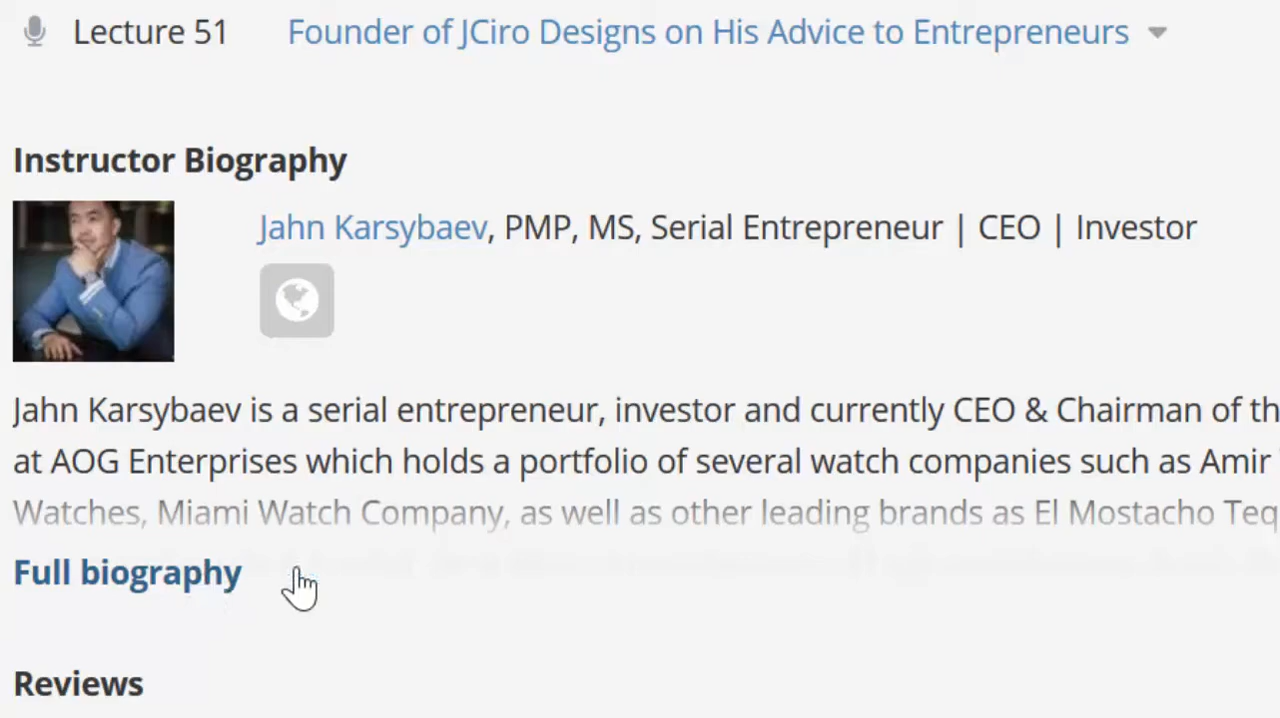 Lecture 51 Founder of JCiro Designs on His Advice to Entrepreneurs
Instructor Biography
Jahn Karsybaev, PMP, MS, Serial Entrepreneur | CEO | Investor
Jahn Karsybaev is a serial entrepreneur, investor and currently CEO & Chairman of th
at AOG Enterprises which holds a portfolio of several watch companies such as Amir
Watches, Miami Watch Company, as well as other leading brands as El Mostacho Teq
Full biography
Reviews